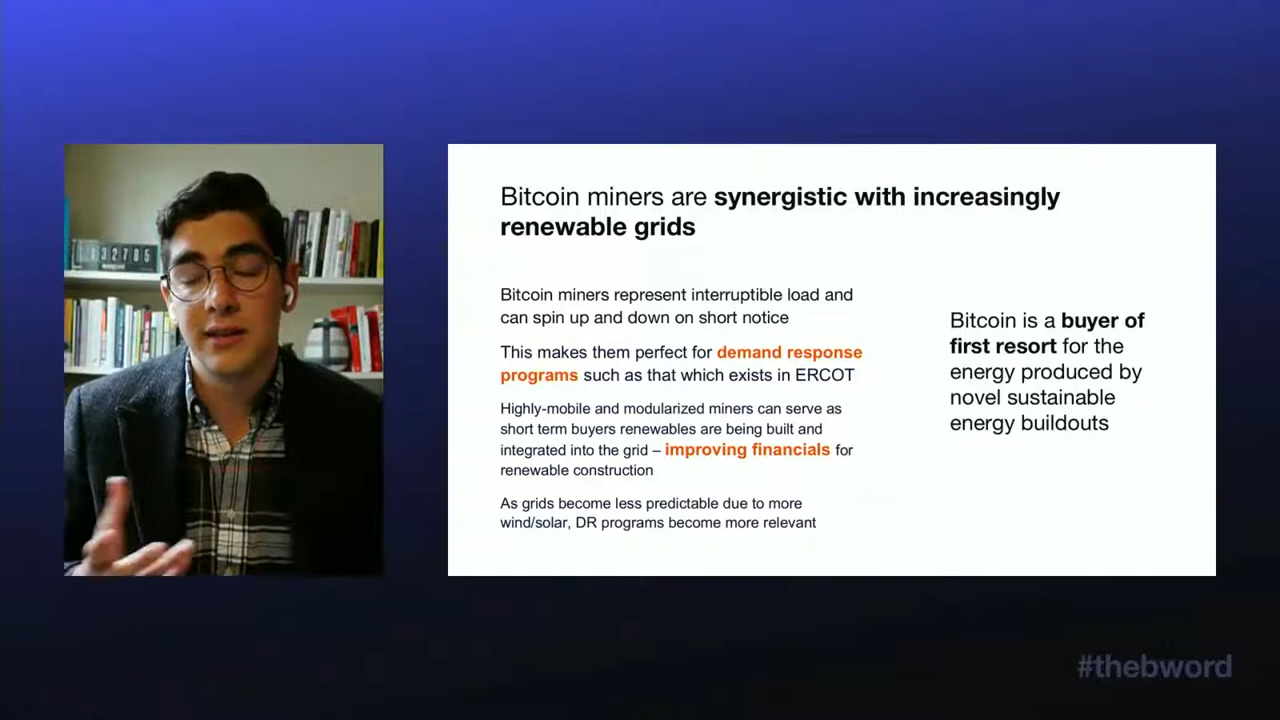 Bitcoin miners are synergistic with increasingly
renewable grids
Bitcoin miners represent interruptible load and
can spin up and down on short notice
This makes them perfect for demand response
programs such as that which exists in ERCOT
Highly-mobile and modularized miners can serve as
short term buyers renewables are being built and
integrated into the grid – improving financials for
renewable construction
As grids become less predictable due to more
wind/solar, DR programs become more relevant
Bitcoin is a buyer of
first resort for the
energy produced by
novel sustainable
energy buildouts
#thebword